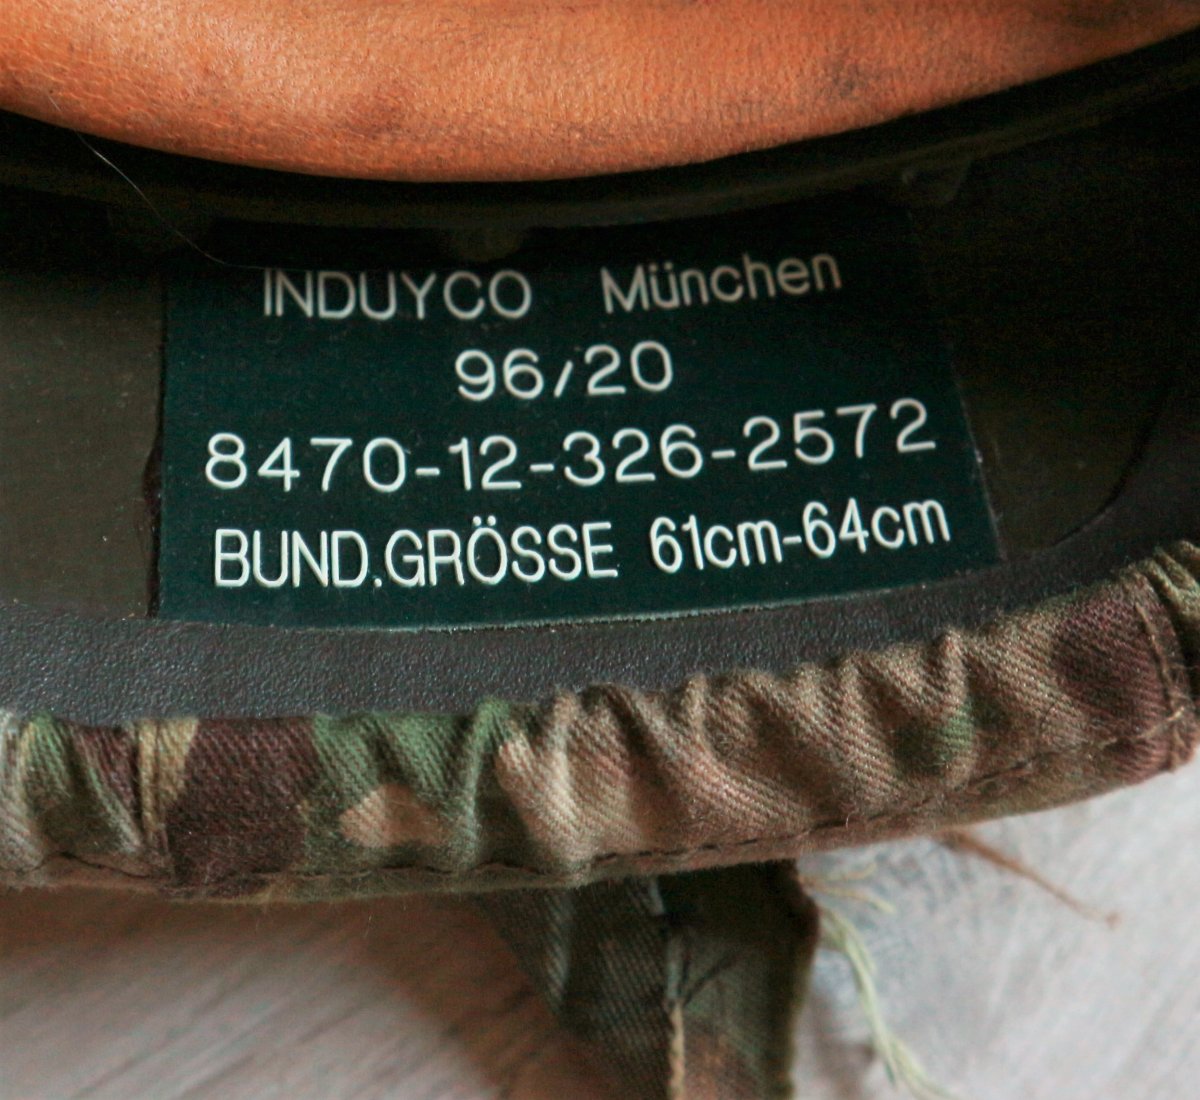 INDUYCO München
96/20
8470-12-326-2572
BUND.GRÖSSE 61cm-64cm